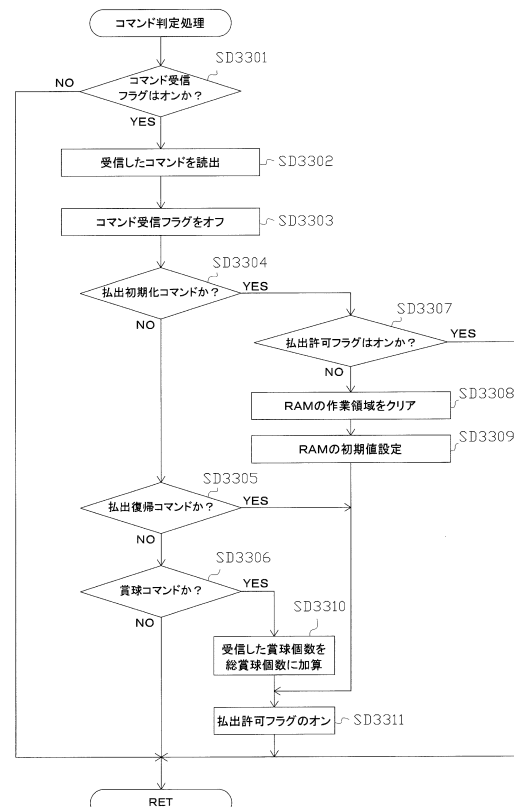 コマンド判定処理
SD3301
コマンド受信
フラグはオンか?
NO
YES
受信したコマンドを読出
SD3302
コマンド受信フラグをオフ
SD3303
SD3304
払出初期化コマンドか?
YES
NO
SD3307
払出許可フラグはオンか?
YES
NO
RAMの作業領域をクリア
SD3308
RAMの初期値設定
SD3309
SD3305
払出復帰コマンドか?
YES
NO
SD3306
賞球コマンドか?
YES
NO
SD3310
受信した賞球個数を
総賞球個数に加算
払出許可フラグのオン
SD3311
RET